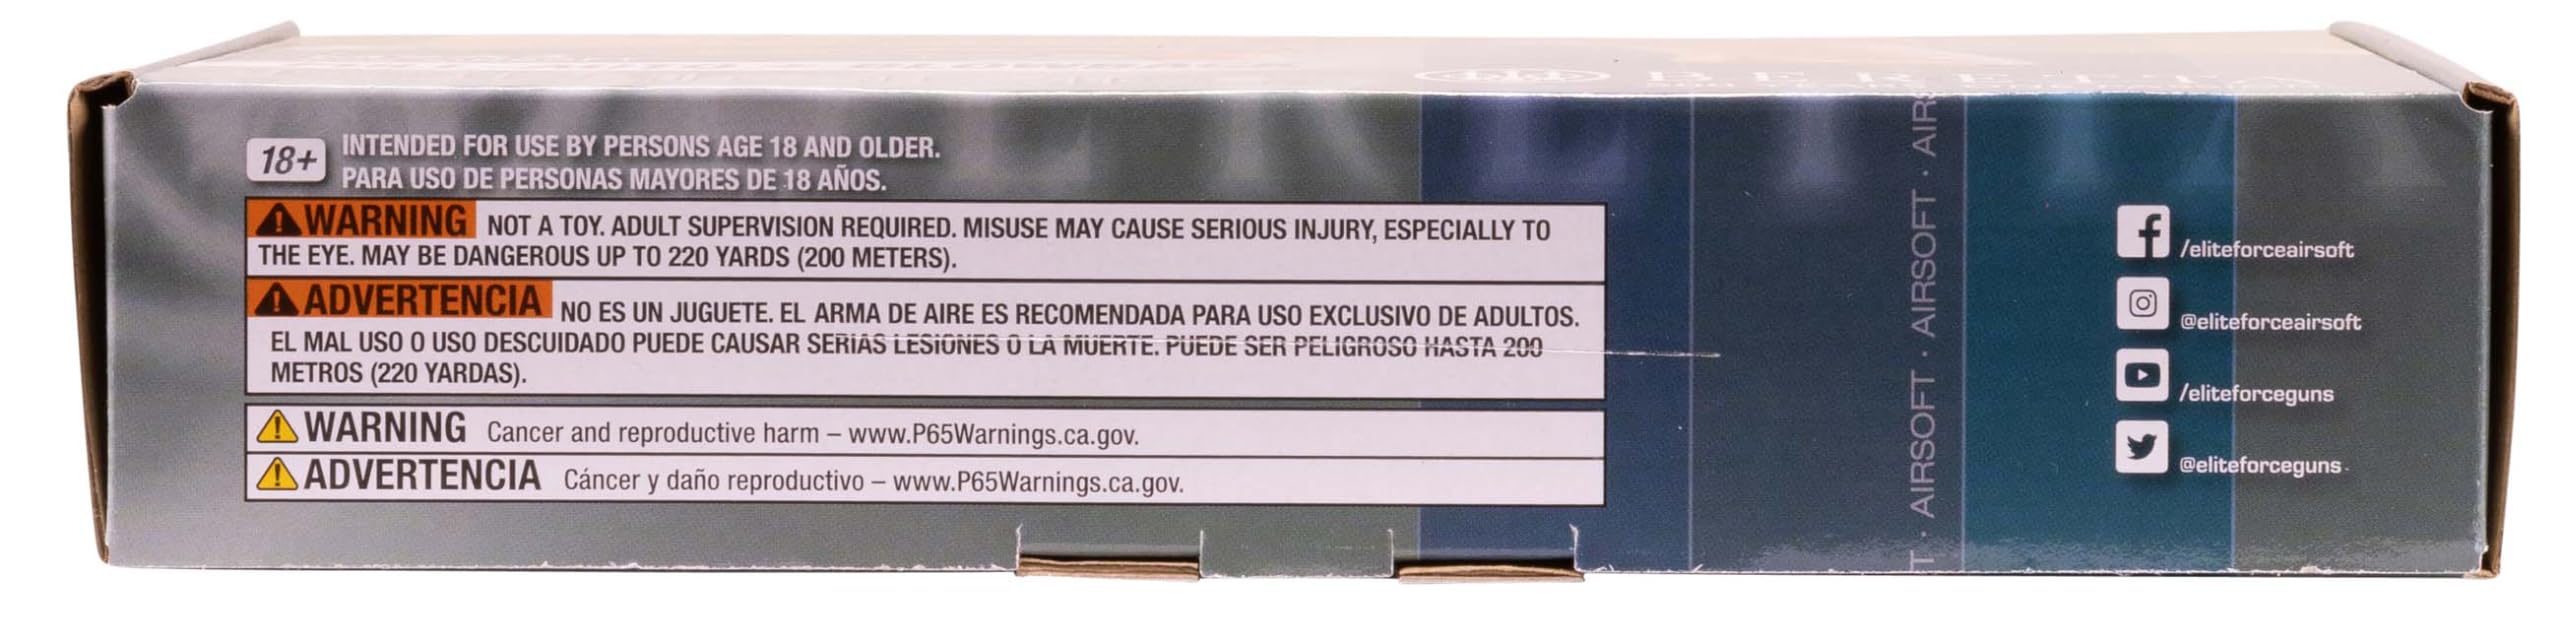 BERETTA
18+
INTENDED FOR USE BY PERSONS AGE 18 AND OLDER.
PARA USO DE PERSONAS MAYORES DE 18 AÑOS.
WARNING NOT A TOY. ADULT SUPERVISION REQUIRED. MISUSE MAY CAUSE SERIOUS INJURY, ESPECIALLY TO
THE EYE. MAY BE DANGEROUS UP TO 220 YARDS (200 METERS).
ADVERTENCIA NO ES UN JUGUETE. EL ARMA DE AIRE ES RECOMENDADA PARA USO EXCLUSIVO DE ADULTOS.
EL MAL USO O USO DESCUIDADO PUEDE CAUSAR SERIAS LESIONES O LA MUERTE. PUEDE SER PELIGROSO HASTA 200
METROS (220 YARDAS).
WARNING Cancer and reproductive harm – www.P65Warnings.ca.gov.
ADVERTENCIA Cáncer y daño reproductivo – www.P65Warnings.ca.gov.
· AIRSOFT · AIRSOFT ·
/eliteforceairsoft
@eliteforceairsoft
/eliteforceguns
@eliteforceguns